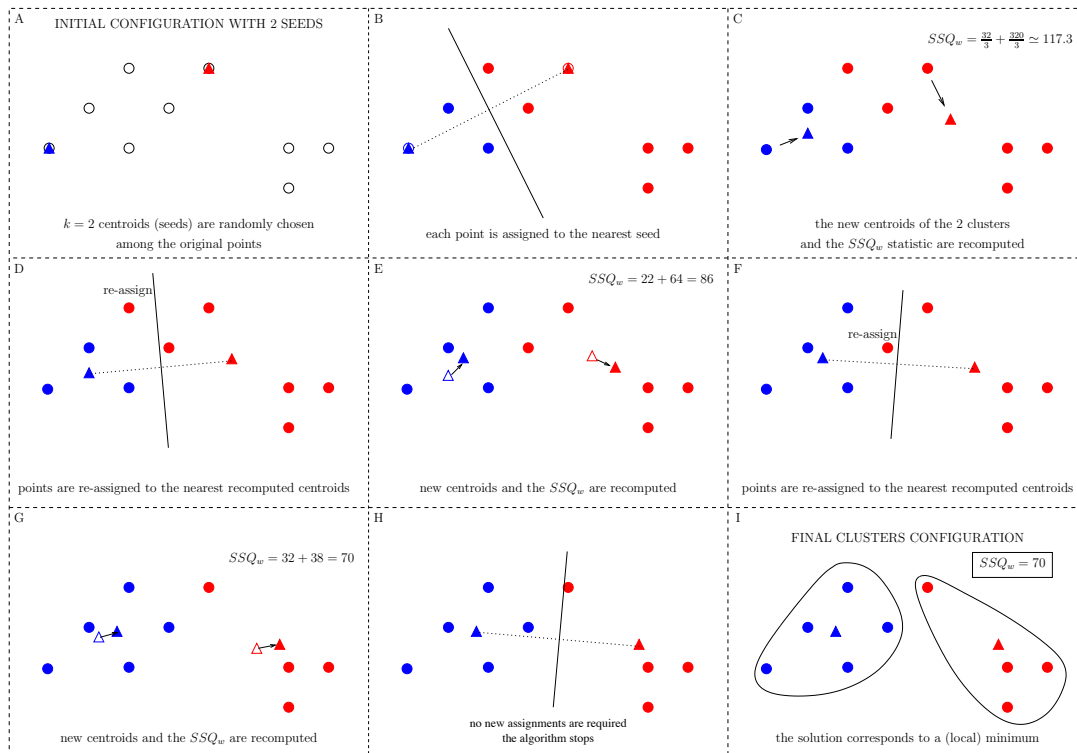 A
INITIAL CONFIGURATION WITH 2 SEEDS
k = 2 centroids (seeds) are randomly chosen
among the original points
B
each point is assigned to the nearest seed
C
SSQ_w = 32/3 + 320/3 ≃ 117.3
the new centroids of the 2 clusters
and the SSQ_w statistic are recomputed
D
re-assign
points are re-assigned to the nearest recomputed centroids
E
SSQ_w = 22 + 64 = 86
new centroids and the SSQ_w are recomputed
F
re-assign
points are re-assigned to the nearest recomputed centroids
G
SSQ_w = 32 + 38 = 70
new centroids and the SSQ_w are recomputed
H
no new assignments are required
the algorithm stops
I
FINAL CLUSTERS CONFIGURATION
SSQ_w = 70
the solution corresponds to a (local) minimum